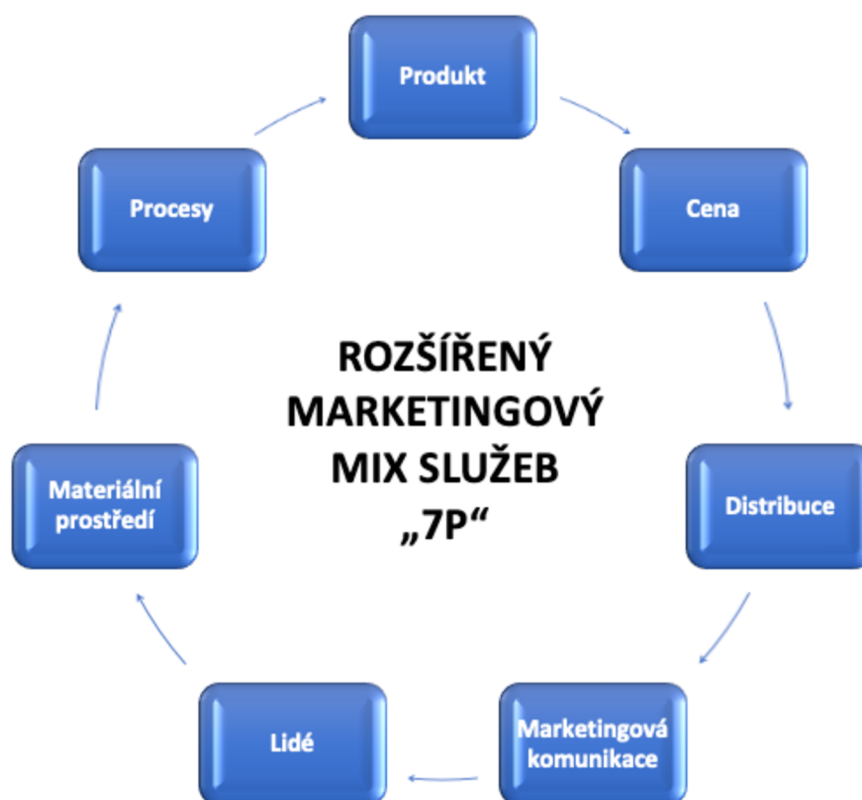 Produkt
Cena
Distribuce
Marketingová
komunikace
Lidé
Materiální
prostředí
Procesy
ROZŠÍŘENÝ
MARKETINGOVÝ
MIX SLUŽEB
„7P“